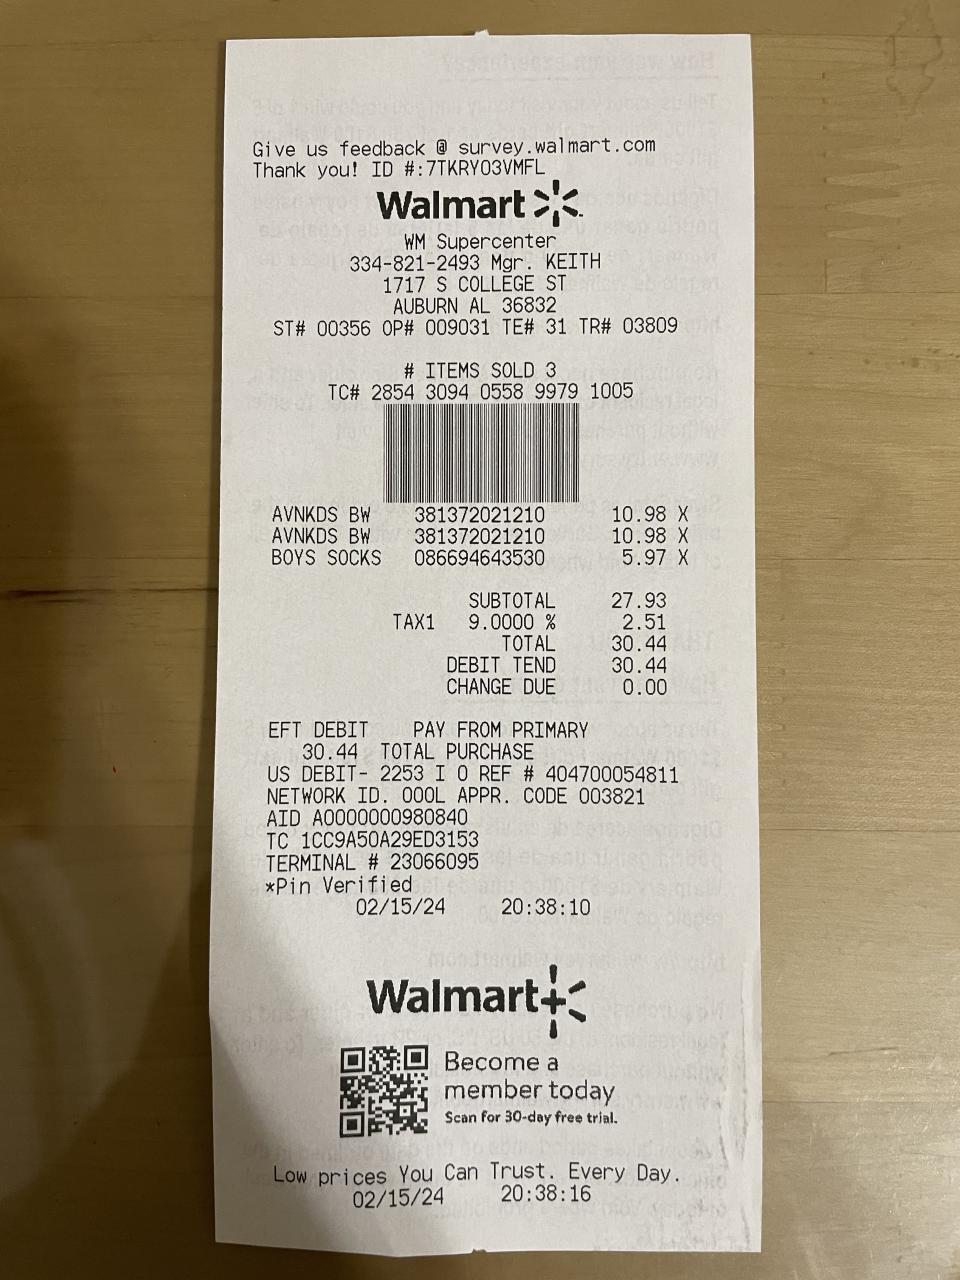 Give us feedback @ survey.walmart.com
Thank you! ID #:7TKRYO3VMFL
Walmart
WM Supercenter
334-821-2493 Mgr. KEITH
1717 S COLLEGE ST
AUBURN AL 36832
ST# 00356 OP# 009031 TE# 31 TR# 03809
# ITEMS SOLD 3
TC# 2854 3094 0558 9979 1005
AVNKDS BW 381372021210 10.98 X
AVNKDS BW 381372021210 10.98 X
BOYS SOCKS 086694643530 5.97 X
SUBTOTAL 27.93
TAX1 9.0000 % 2.51
TOTAL 30.44
DEBIT TEND 30.44
CHANGE DUE 0.00
EFT DEBIT PAY FROM PRIMARY
30.44 TOTAL PURCHASE
US DEBIT- 2253 I 0 REF # 404700054811
NETWORK ID. 000L APPR. CODE 003821
AID A0000000980840
TC 1CC9A50A29ED3153
TERMINAL # 23066095
*Pin Verified
02/15/24 20:38:10
Walmart+
Become a
member today
Scan for 30-day free trial.
Low prices You Can Trust. Every Day.
02/15/24 20:38:16